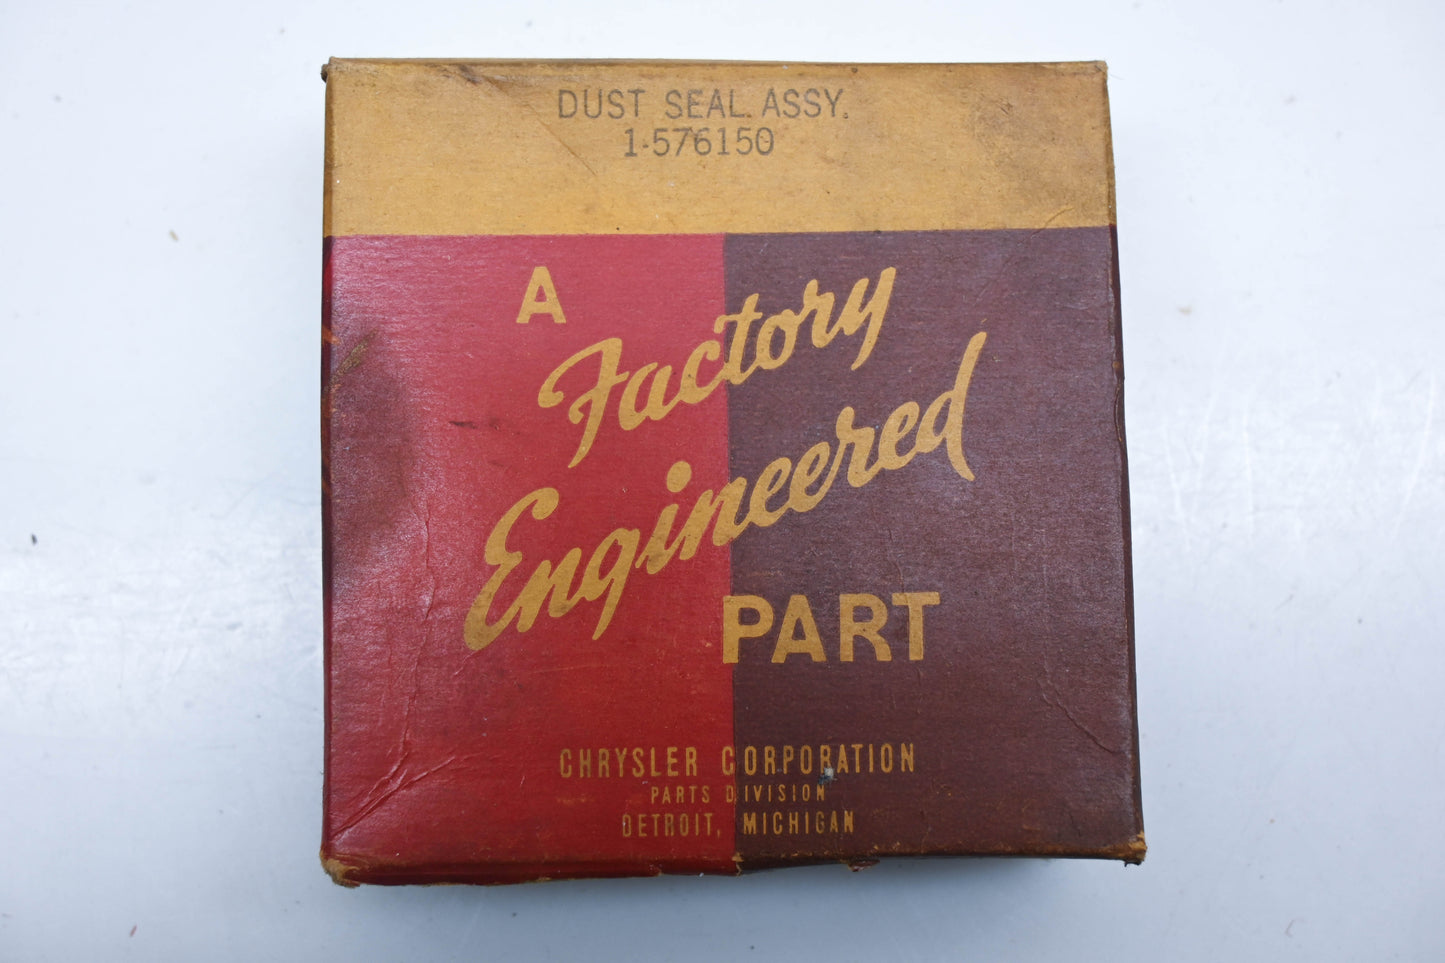 DUST SEAL. ASSY.
1-576150
A
Factory
Engineered
PART
CHRYSLER CORPORATION
PARTS DIVISION
DETROIT, MICHIGAN